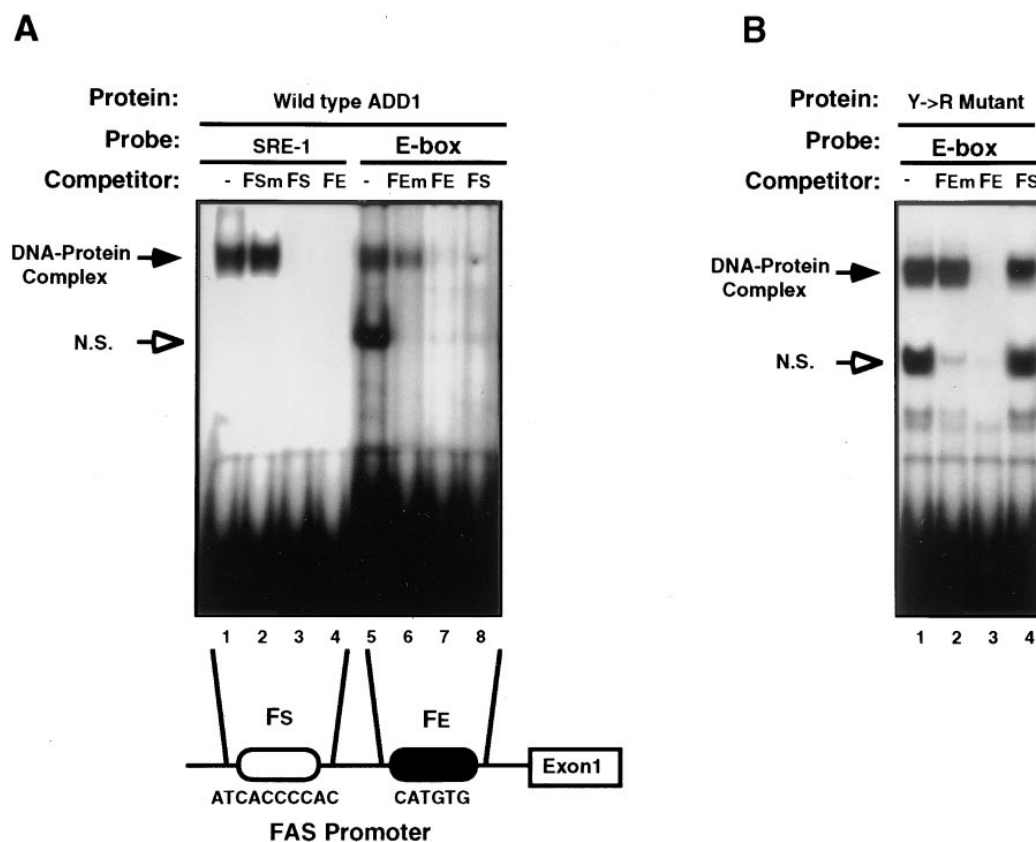 A
Protein: Wild type ADD1
Probe: SRE-1 E-box
Competitor: - FSm FS FE - FEm FE FS
DNA-Protein
Complex
N.S.
1 2 3 4 5 6 7 8
FS FE
Exon1
ATCACCCCAC CATGTG
FAS Promoter
B
Protein: Y->R Mutant
Probe: E-box
Competitor: - FEm FE FS
DNA-Protein
Complex
N.S.
1 2 3 4